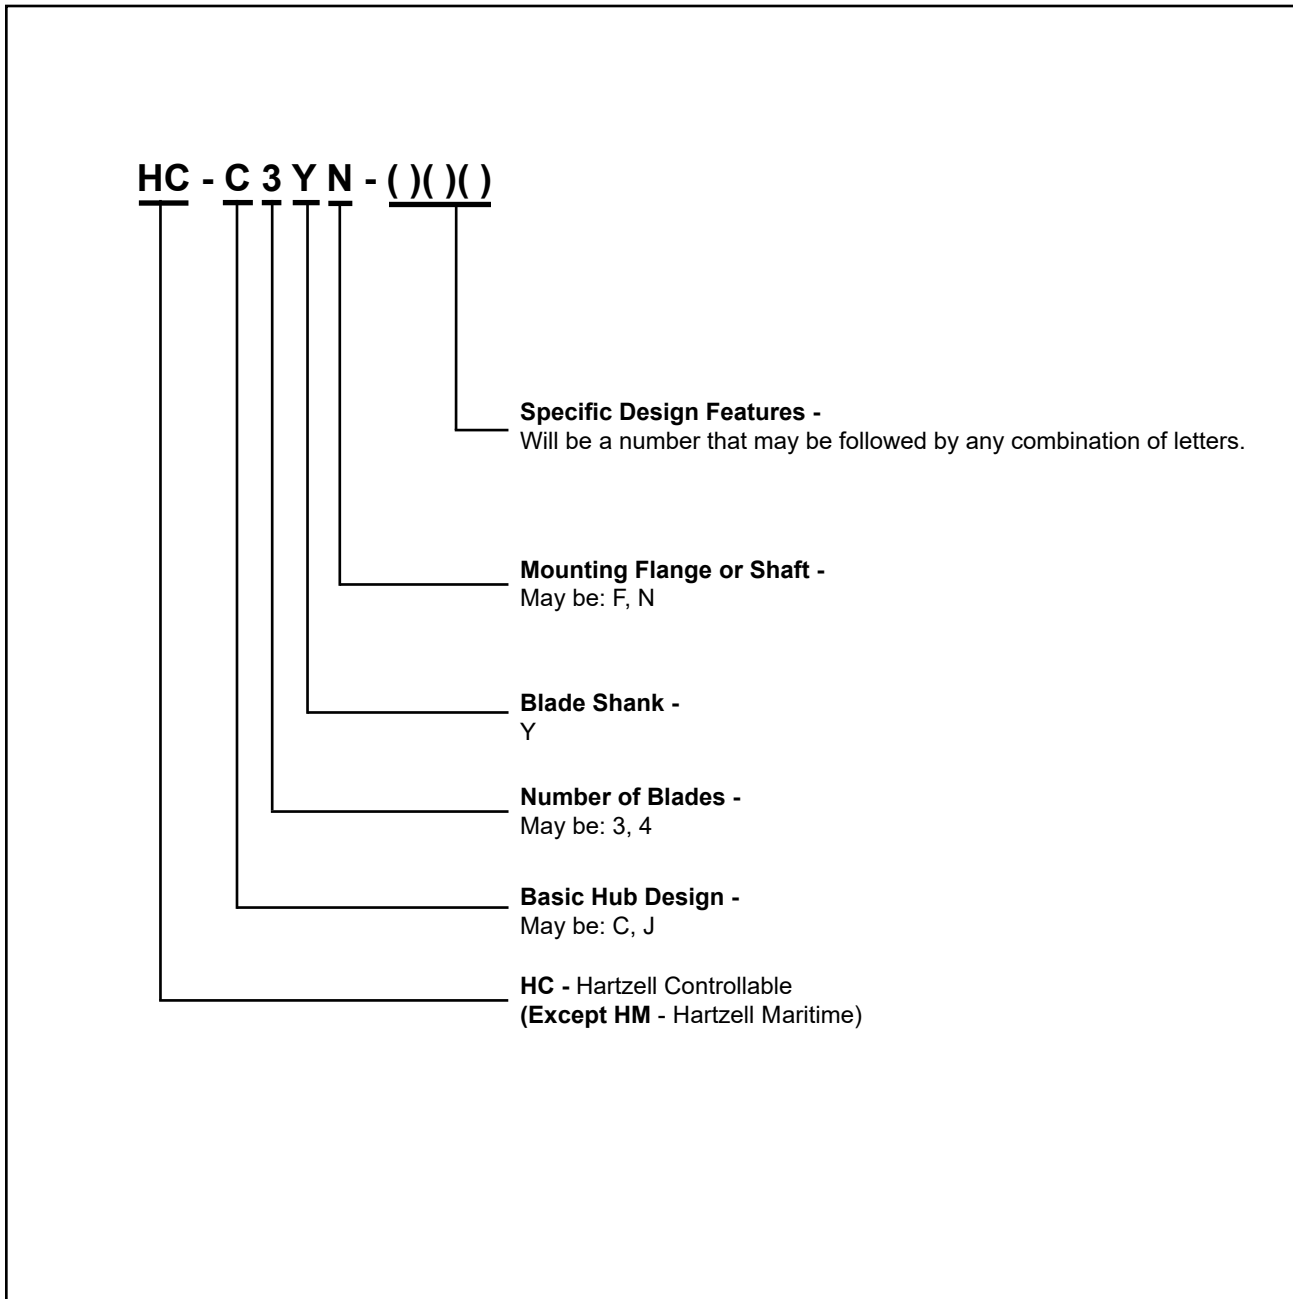 HC - C 3 Y N - ( )( )( )
Specific Design Features -
Will be a number that may be followed by any combination of letters.
Mounting Flange or Shaft -
May be: F, N
Blade Shank -
Y
Number of Blades -
May be: 3, 4
Basic Hub Design -
May be: C, J
HC - Hartzell Controllable
(Except HM - Hartzell Maritime)